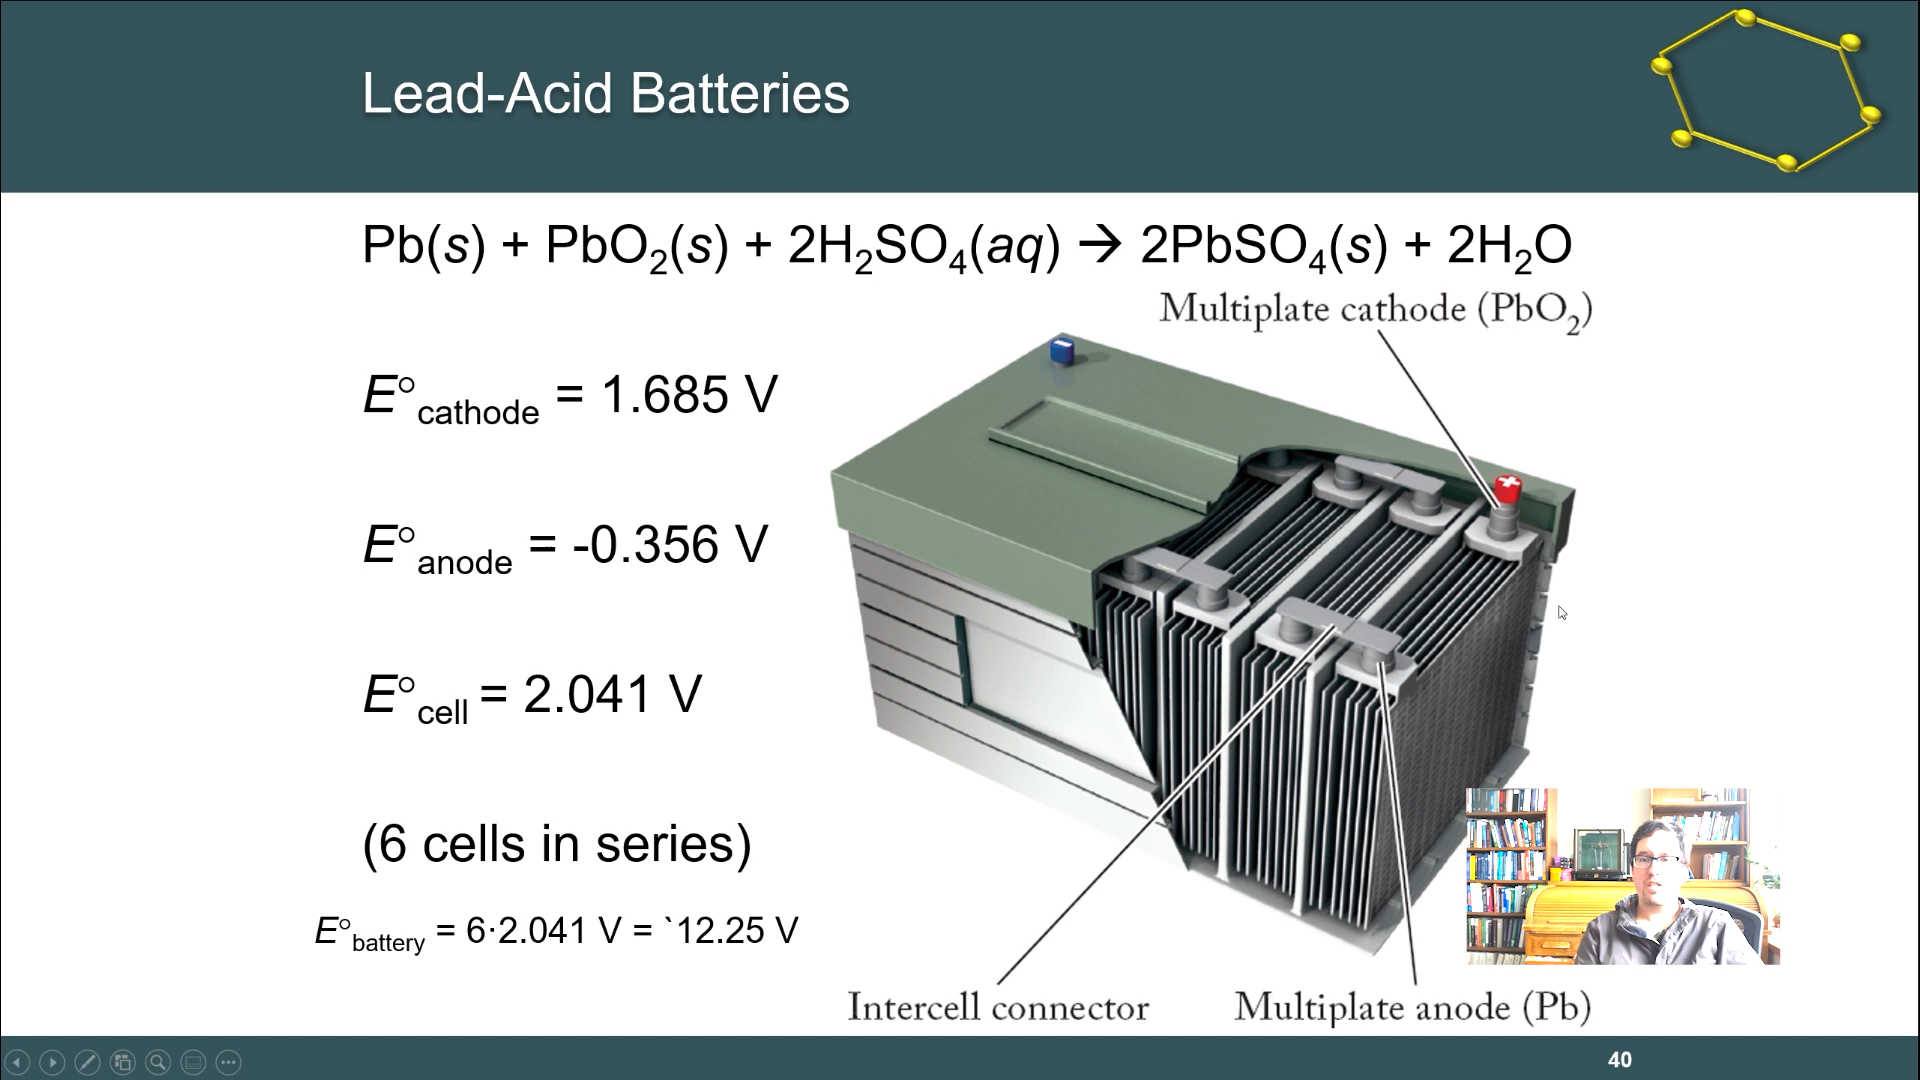 Lead-Acid Batteries
Pb(s) + PbO₂(s) + 2H₂SO₄(aq) → 2PbSO₄(s) + 2H₂O
Multiplate cathode (PbO₂)
E°cathode = 1.685 V
E°anode = -0.356 V
E°cell = 2.041 V
(6 cells in series)
E°battery = 6·2.041 V = `12.25 V
Intercell connector
Multiplate anode (Pb)
40